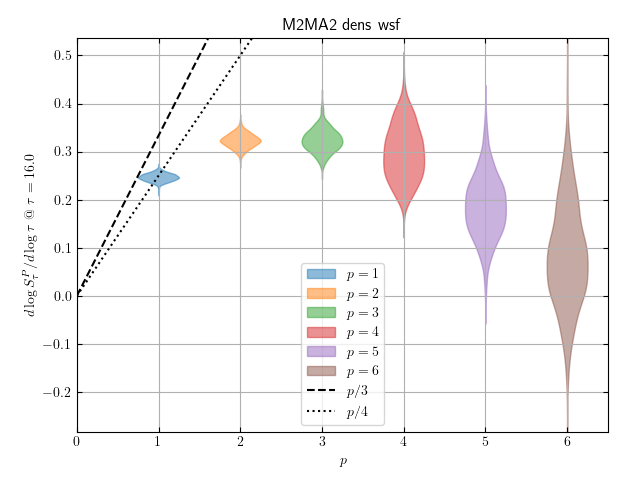 M2MA2 dens wsf
d log S_τ^P / d log τ @ τ = 16.0
0.5
0.4
0.3
0.2
0.1
0.0
−0.1
−0.2
p = 1
p = 2
p = 3
p = 4
p = 5
p = 6
p/3
p/4
0 1 2 3 4 5 6
p